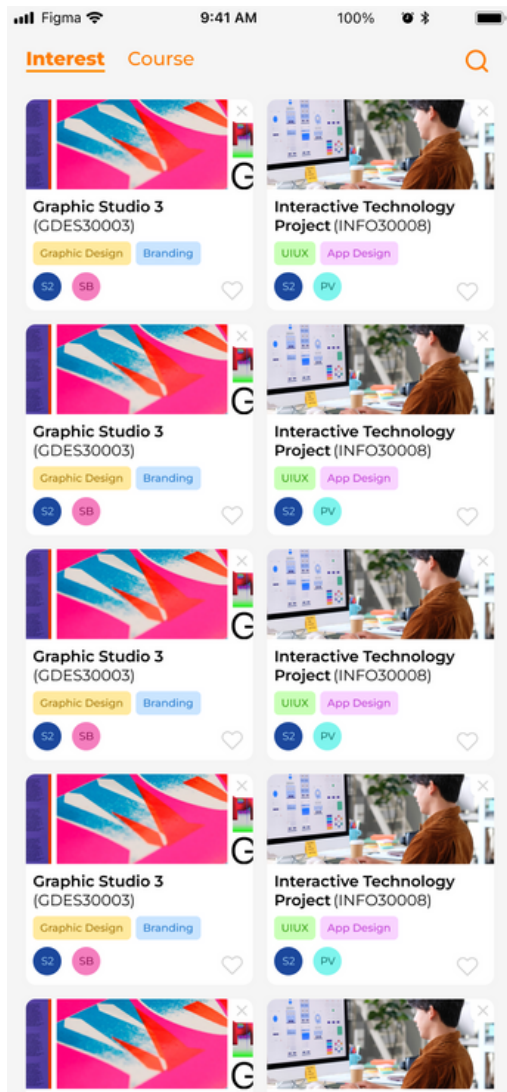 Figma 9:41 AM 100%
Interest Course
G
Graphic Studio 3
(GDES30003)
Graphic Design Branding
S2 SB
Interactive Technology
Project (INFO30008)
UIUX App Design
S2 PV
G
Graphic Studio 3
(GDES30003)
Graphic Design Branding
S2 SB
Interactive Technology
Project (INFO30008)
UIUX App Design
S2 PV
G
Graphic Studio 3
(GDES30003)
Graphic Design Branding
S2 SB
Interactive Technology
Project (INFO30008)
UIUX App Design
S2 PV
G
Graphic Studio 3
(GDES30003)
Graphic Design Branding
S2 SB
Interactive Technology
Project (INFO30008)
UIUX App Design
S2 PV
G